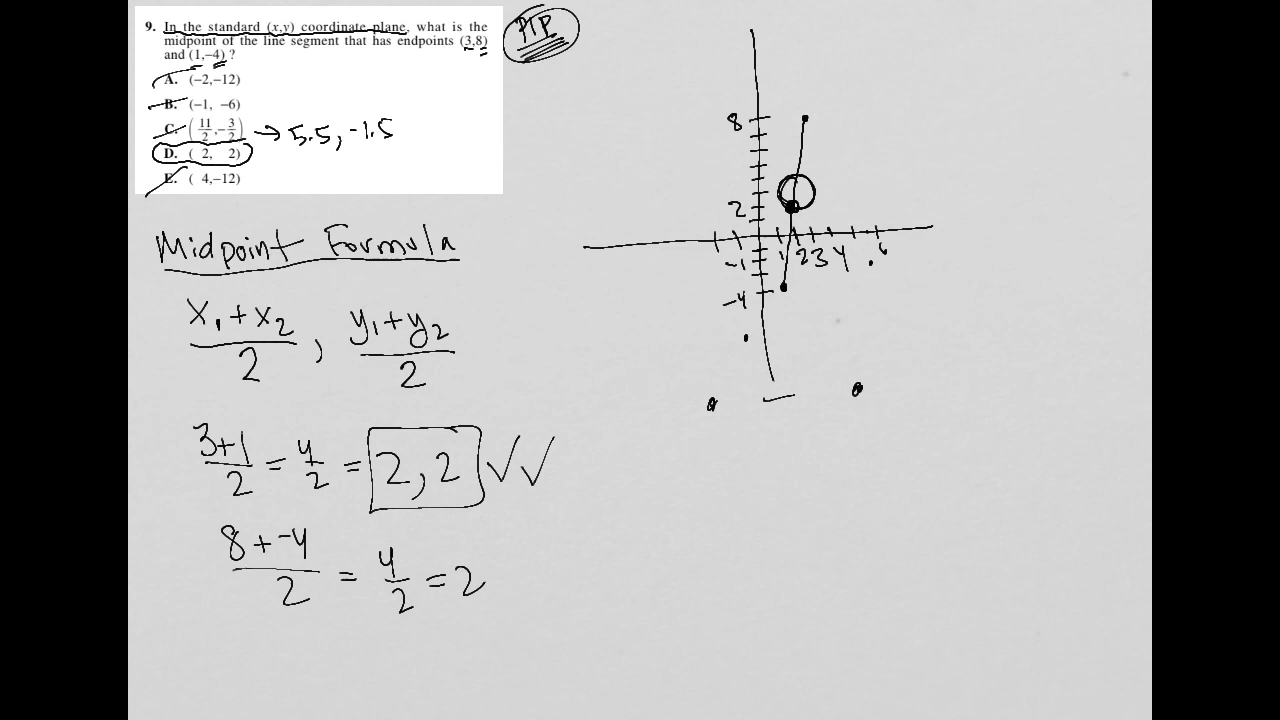 9. In the standard (x,y) coordinate plane, what is the
midpoint of the line segment that has endpoints (3,8)
and (1,−4) ?
A. (−2,−12)
B. (−1, −6)
C. (11/2, −3/2) → 5.5, -1.5
D. ( 2, 2)
E. ( 4,−12)
PIP
Midpoint Formula
x₁ + x₂ / 2 , y₁ + y₂ / 2
3+1 / 2 = 4/2 = 2, 2 ✓✓
8 + -4 / 2 = 4/2 = 2
8
2
-1 1 2 3 4 6
-4